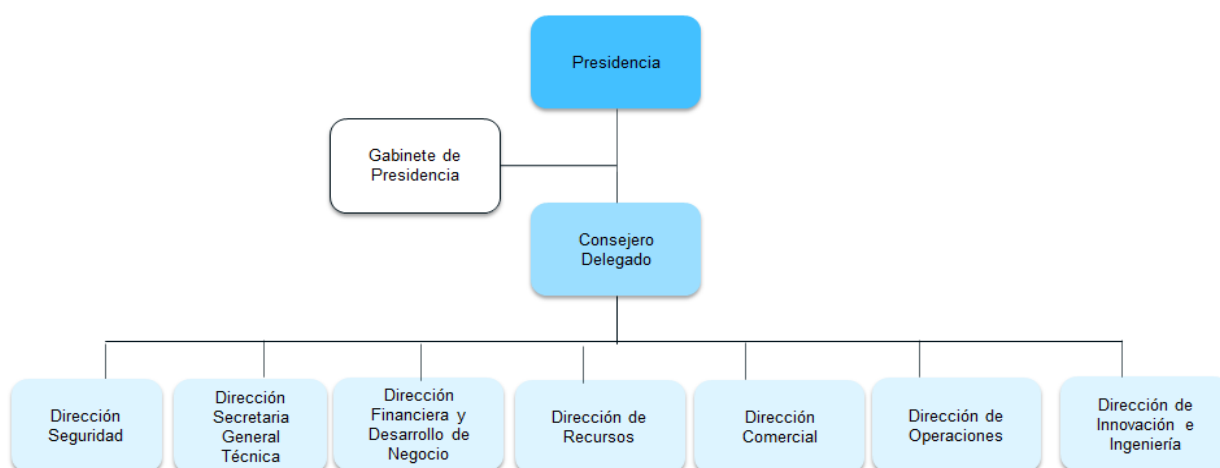 Presidencia
Gabinete de
Presidencia
Consejero
Delegado
Dirección
Seguridad
Dirección
Secretaria
General
Técnica
Dirección
Financiera y
Desarrollo de
Negocio
Dirección de
Recursos
Dirección
Comercial
Dirección de
Operaciones
Dirección de
Innovación e
Ingeniería